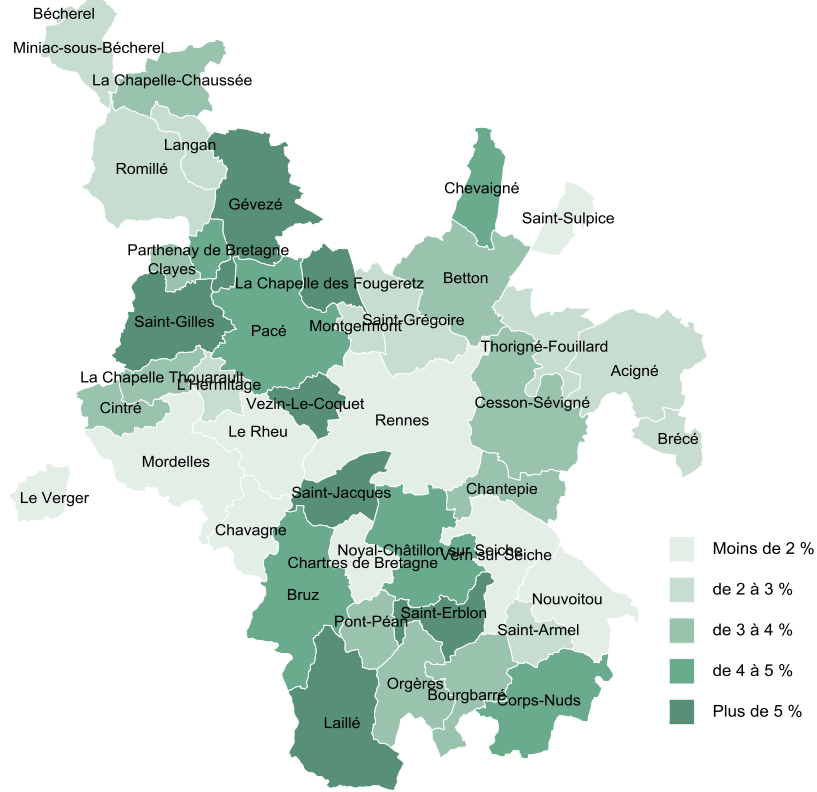 Bécherel
Miniac-sous-Bécherel
La Chapelle-Chaussée
Langan
Romillé
Chevaigné
Gévezé
Saint-Sulpice
Parthenay de Bretagne
Clayes
Betton
La Chapelle des Fougeretz
Saint-Gilles
Saint-Grégoire
Montgermont
Pacé
Thorigné-Fouillard
Acigné
La Chapelle Thouarault
L'Hermitage
Cesson-Sévigné
Vezin-Le-Coquet
Cintré
Rennes
Le Rheu
Brécé
Mordelles
Chantepie
Saint-Jacques
Le Verger
Chavagne
Noyal-Châtillon sur Seiche
Vern sur Seiche
Chartres de Bretagne
Bruz
Nouvoitou
Saint-Erblon
Pont-Péan
Saint-Armel
Orgères
Bourgbarré
Corps-Nuds
Laillé
Moins de 2 %
de 2 à 3 %
de 3 à 4 %
de 4 à 5 %
Plus de 5 %